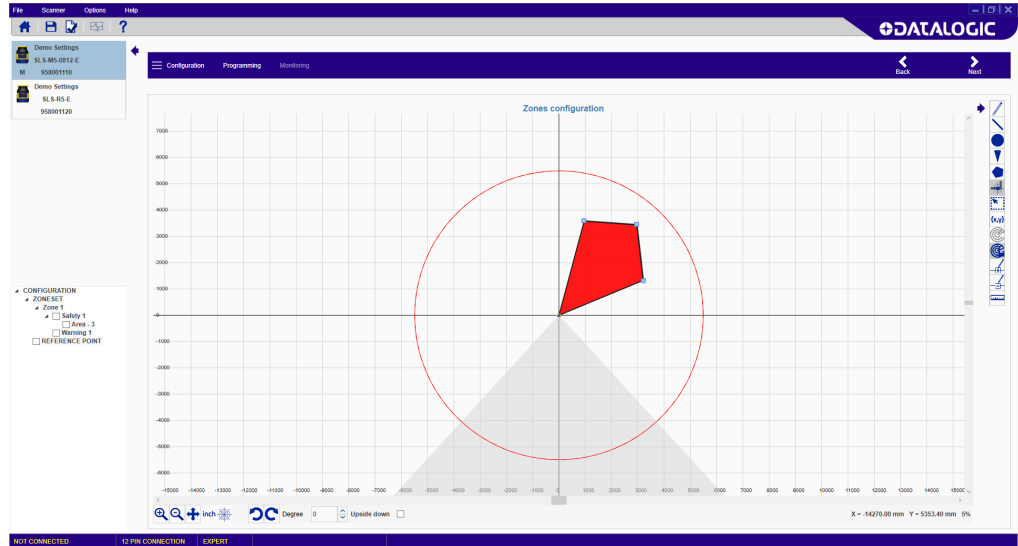 File Scanner Options Help
DATALOGIC
Demo Settings
SLS-M5-0812-E
M 958001110
Demo Settings
SLS-R5-E
958001120
Configuration Programming Monitoring Back Next
Zones configuration
7000
6000
5000
4000
3000
2000
1000
0
-1000
-2000
-3000
-4000
-5000
-6000
-15000 -14000 -13000 -12000 -11000 -10000 -9000 -8000 -7000 -6000 -5000 -4000 -3000 -2000 -1000 0 1000 2000 3000 4000 5000 6000 7000 8000 9000 10000 11000 12000 13000 14000 15000
{x,y}
CONFIGURATION
ZONESET
Zone 1
Safety 1
Area - 3
Warning 1
REFERENCE POINT
inch Degree 0 Upside down X = -14270.00 mm Y = 5353.40 mm 5%
NOT CONNECTED 12 PIN CONNECTION EXPERT